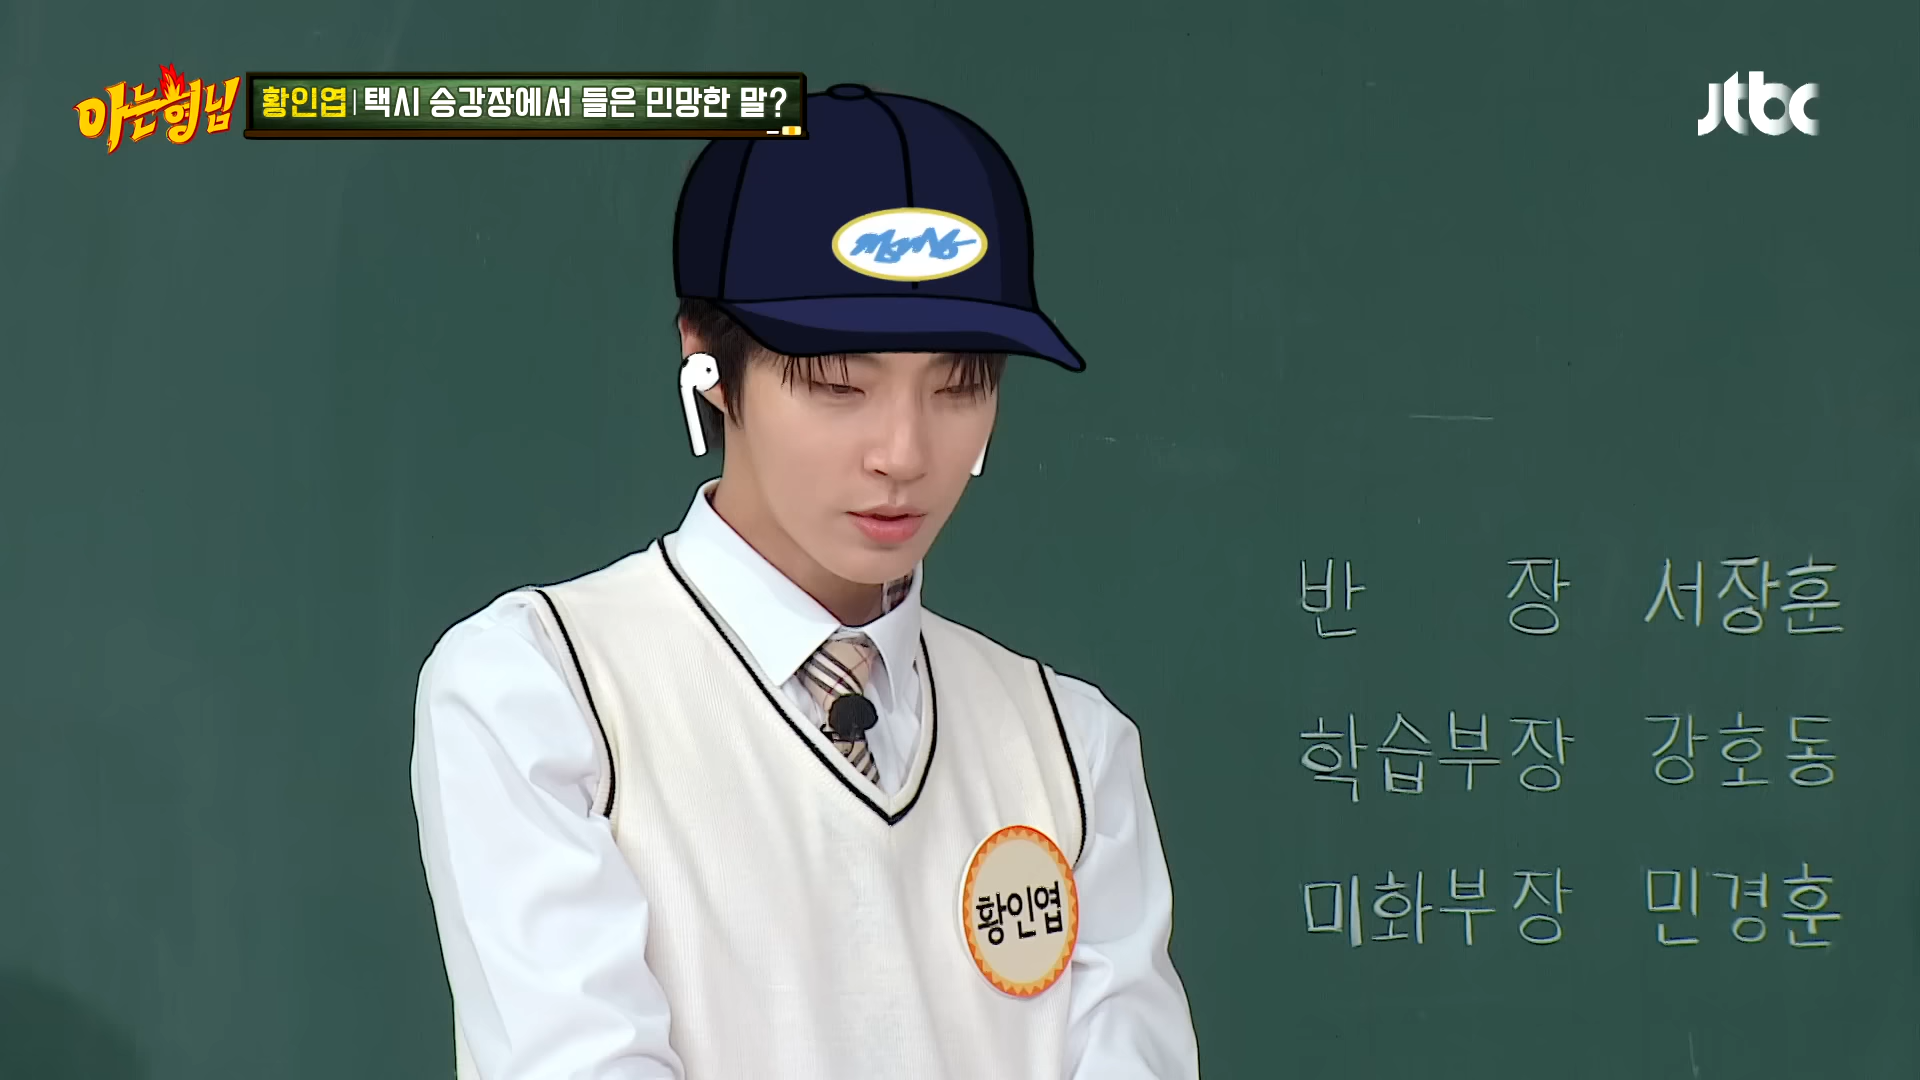 아는형님
황인엽 | 택시 승강장에서 들은 민망한 말?
jtbc
반 장 서장훈
학습부장 강호동
미화부장 민경훈
황인엽